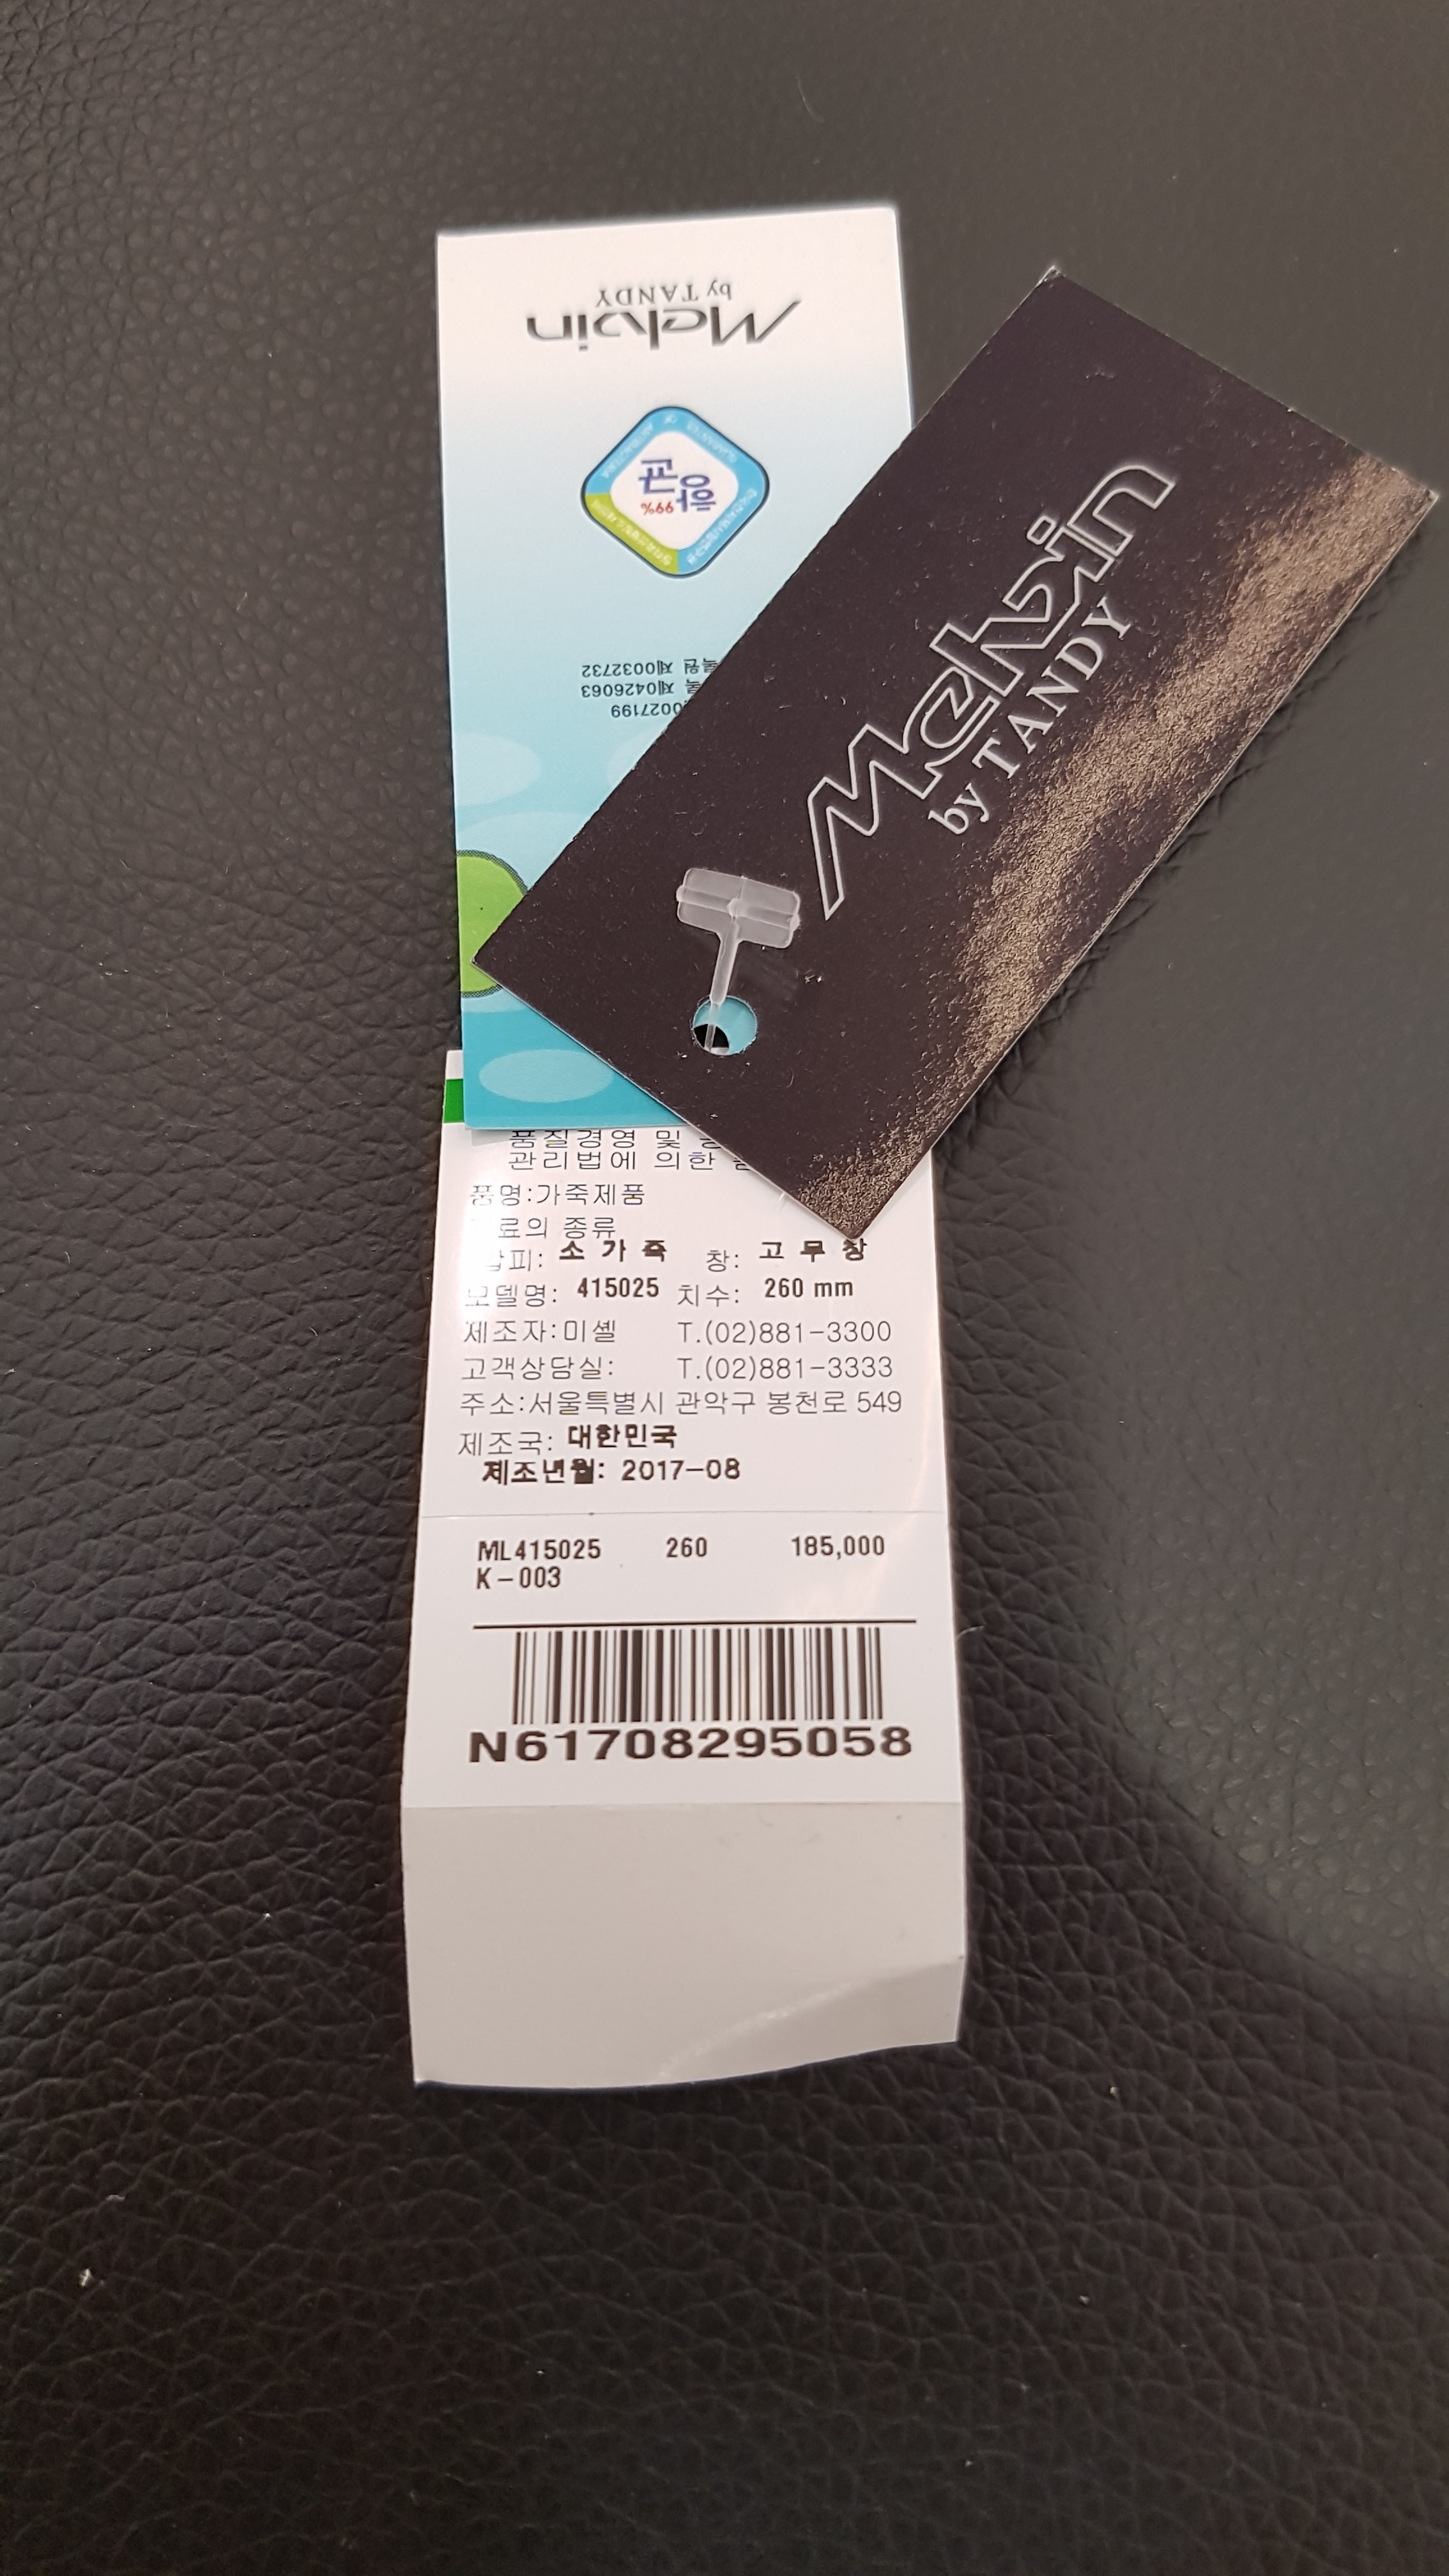 Melvin
by TANDY
항균
99%
제0032732
제0426063
0027199
Melvin
by TANDY
품질경영 및
관리법에 의한
품명:가죽제품
료의 종류
피: 소 가 죽 창: 고 무 창
모델명: 415025 치수: 260 mm
제조자:미셸 T.(02)881-3300
고객상담실: T.(02)881-3333
주소:서울특별시 관악구 봉천로 549
제조국: 대한민국
제조년월: 2017-08
ML415025 260 185,000
K-003
N61708295058